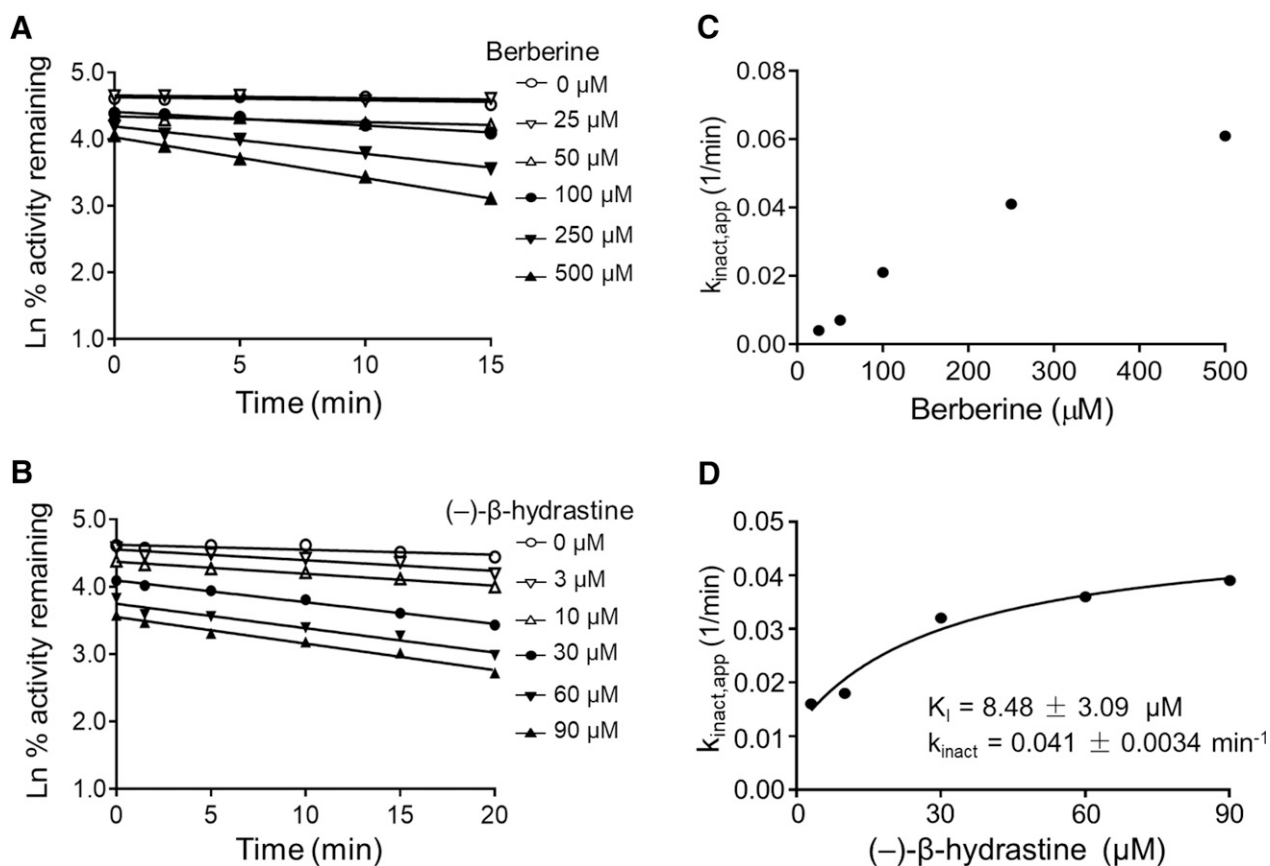 A
Ln % activity remaining
5.0
4.0
3.0
2.0
1.0
0
5
10
15
Time (min)
Berberine
0 µM
25 µM
50 µM
100 µM
250 µM
500 µM
C
kinact,app (1/min)
0.08
0.06
0.04
0.02
0.00
0
100
200
300
400
500
Berberine (µM)
B
Ln % activity remaining
5.0
4.0
3.0
2.0
1.0
0
5
10
15
20
Time (min)
(–)-β-hydrastine
0 µM
3 µM
10 µM
30 µM
60 µM
90 µM
D
kinact,app (1/min)
0.05
0.04
0.03
0.02
0.01
0.00
0
30
60
90
(–)-β-hydrastine (µM)
KI = 8.48 ± 3.09 µM
kinact = 0.041 ± 0.0034 min-1